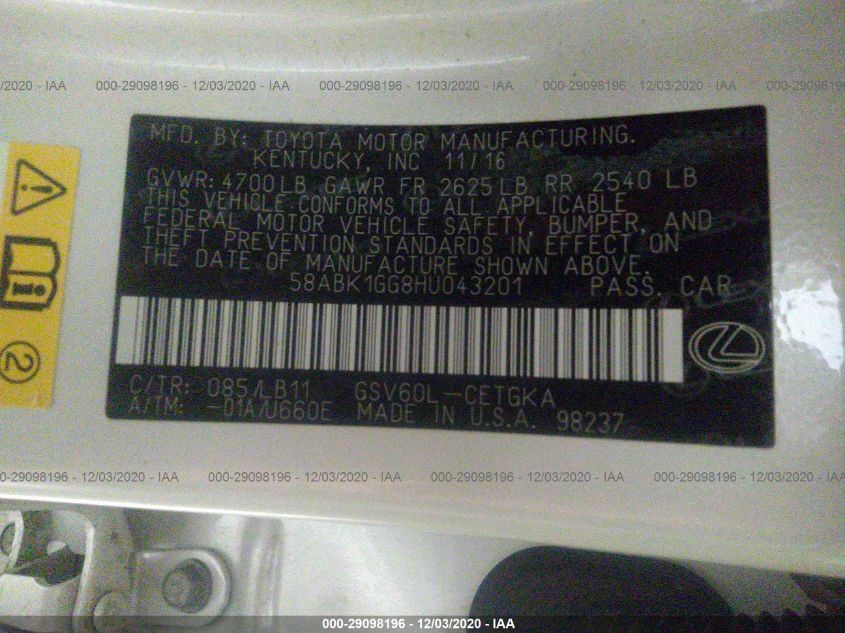 /2020 - IAA 000-29098196 - 12/03/2020 - IAA 000-29098196 - 12/03/2020 - IAA 000-29098196 - 12/03/2020 - IAA 000-29098196
MFD. BY: TOYOTA MOTOR MANUFACTURING.
KENTUCKY, INC 11/16
GVWR: 4700 LB GAWR FR 2625 LB RR 2540 LB
THIS VEHICLE CONFORMS TO ALL APPLICABLE
FEDERAL MOTOR VEHICLE SAFETY, BUMPER, AND
THEFT PREVENTION STANDARDS IN EFFECT ON
THE DATE OF MANUFACTURE SHOWN ABOVE.
58ABK1GG8HU043201 PASS. CAR
C/TR: 085/LB11 GSV60L-CETGKA
A/TM: -01A/U660E MADE IN U.S.A. 98237
2
000-29098196 - 12/03/2020 - IAA 000-29098196 - 12/03/2020 - IAA 000-29098196 - 12/03/2020 - IAA 000-29098196 - 12/03/2020 - IAA
000-29098196 - 12/03/2020 - IAA